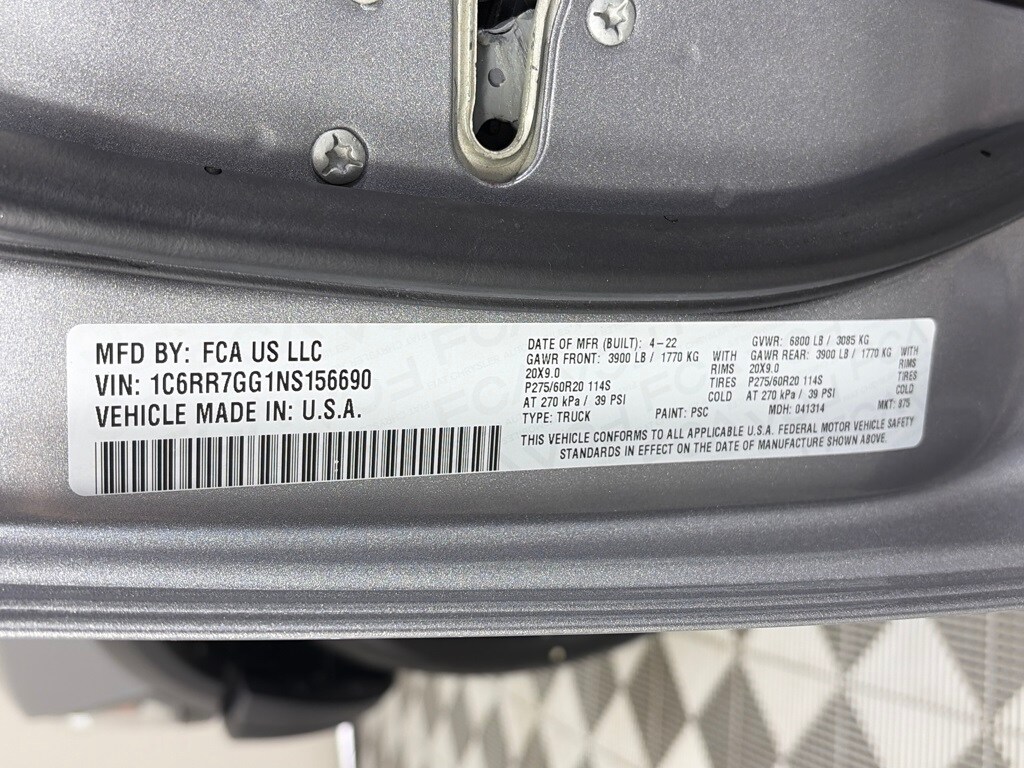 MFD BY: FCA US LLC
VIN: 1C6RR7GG1NS156690
VEHICLE MADE IN: U.S.A.
DATE OF MFR (BUILT): 4-22 GVWR: 6800 LB / 3085 KG
GAWR FRONT: 3900 LB / 1770 KG WITH GAWR REAR: 3900 LB / 1770 KG WITH
20X9.0 RIMS 20X9.0 RIMS
P275/60R20 114S TIRES P275/60R20 114S TIRES
AT 270 kPa / 39 PSI COLD AT 270 kPa / 39 PSI COLD
TYPE: TRUCK PAINT: PSC MDH: 041314 MKT: 875
THIS VEHICLE CONFORMS TO ALL APPLICABLE U.S.A. FEDERAL MOTOR VEHICLE SAFETY
STANDARDS IN EFFECT ON THE DATE OF MANUFACTURE SHOWN ABOVE.